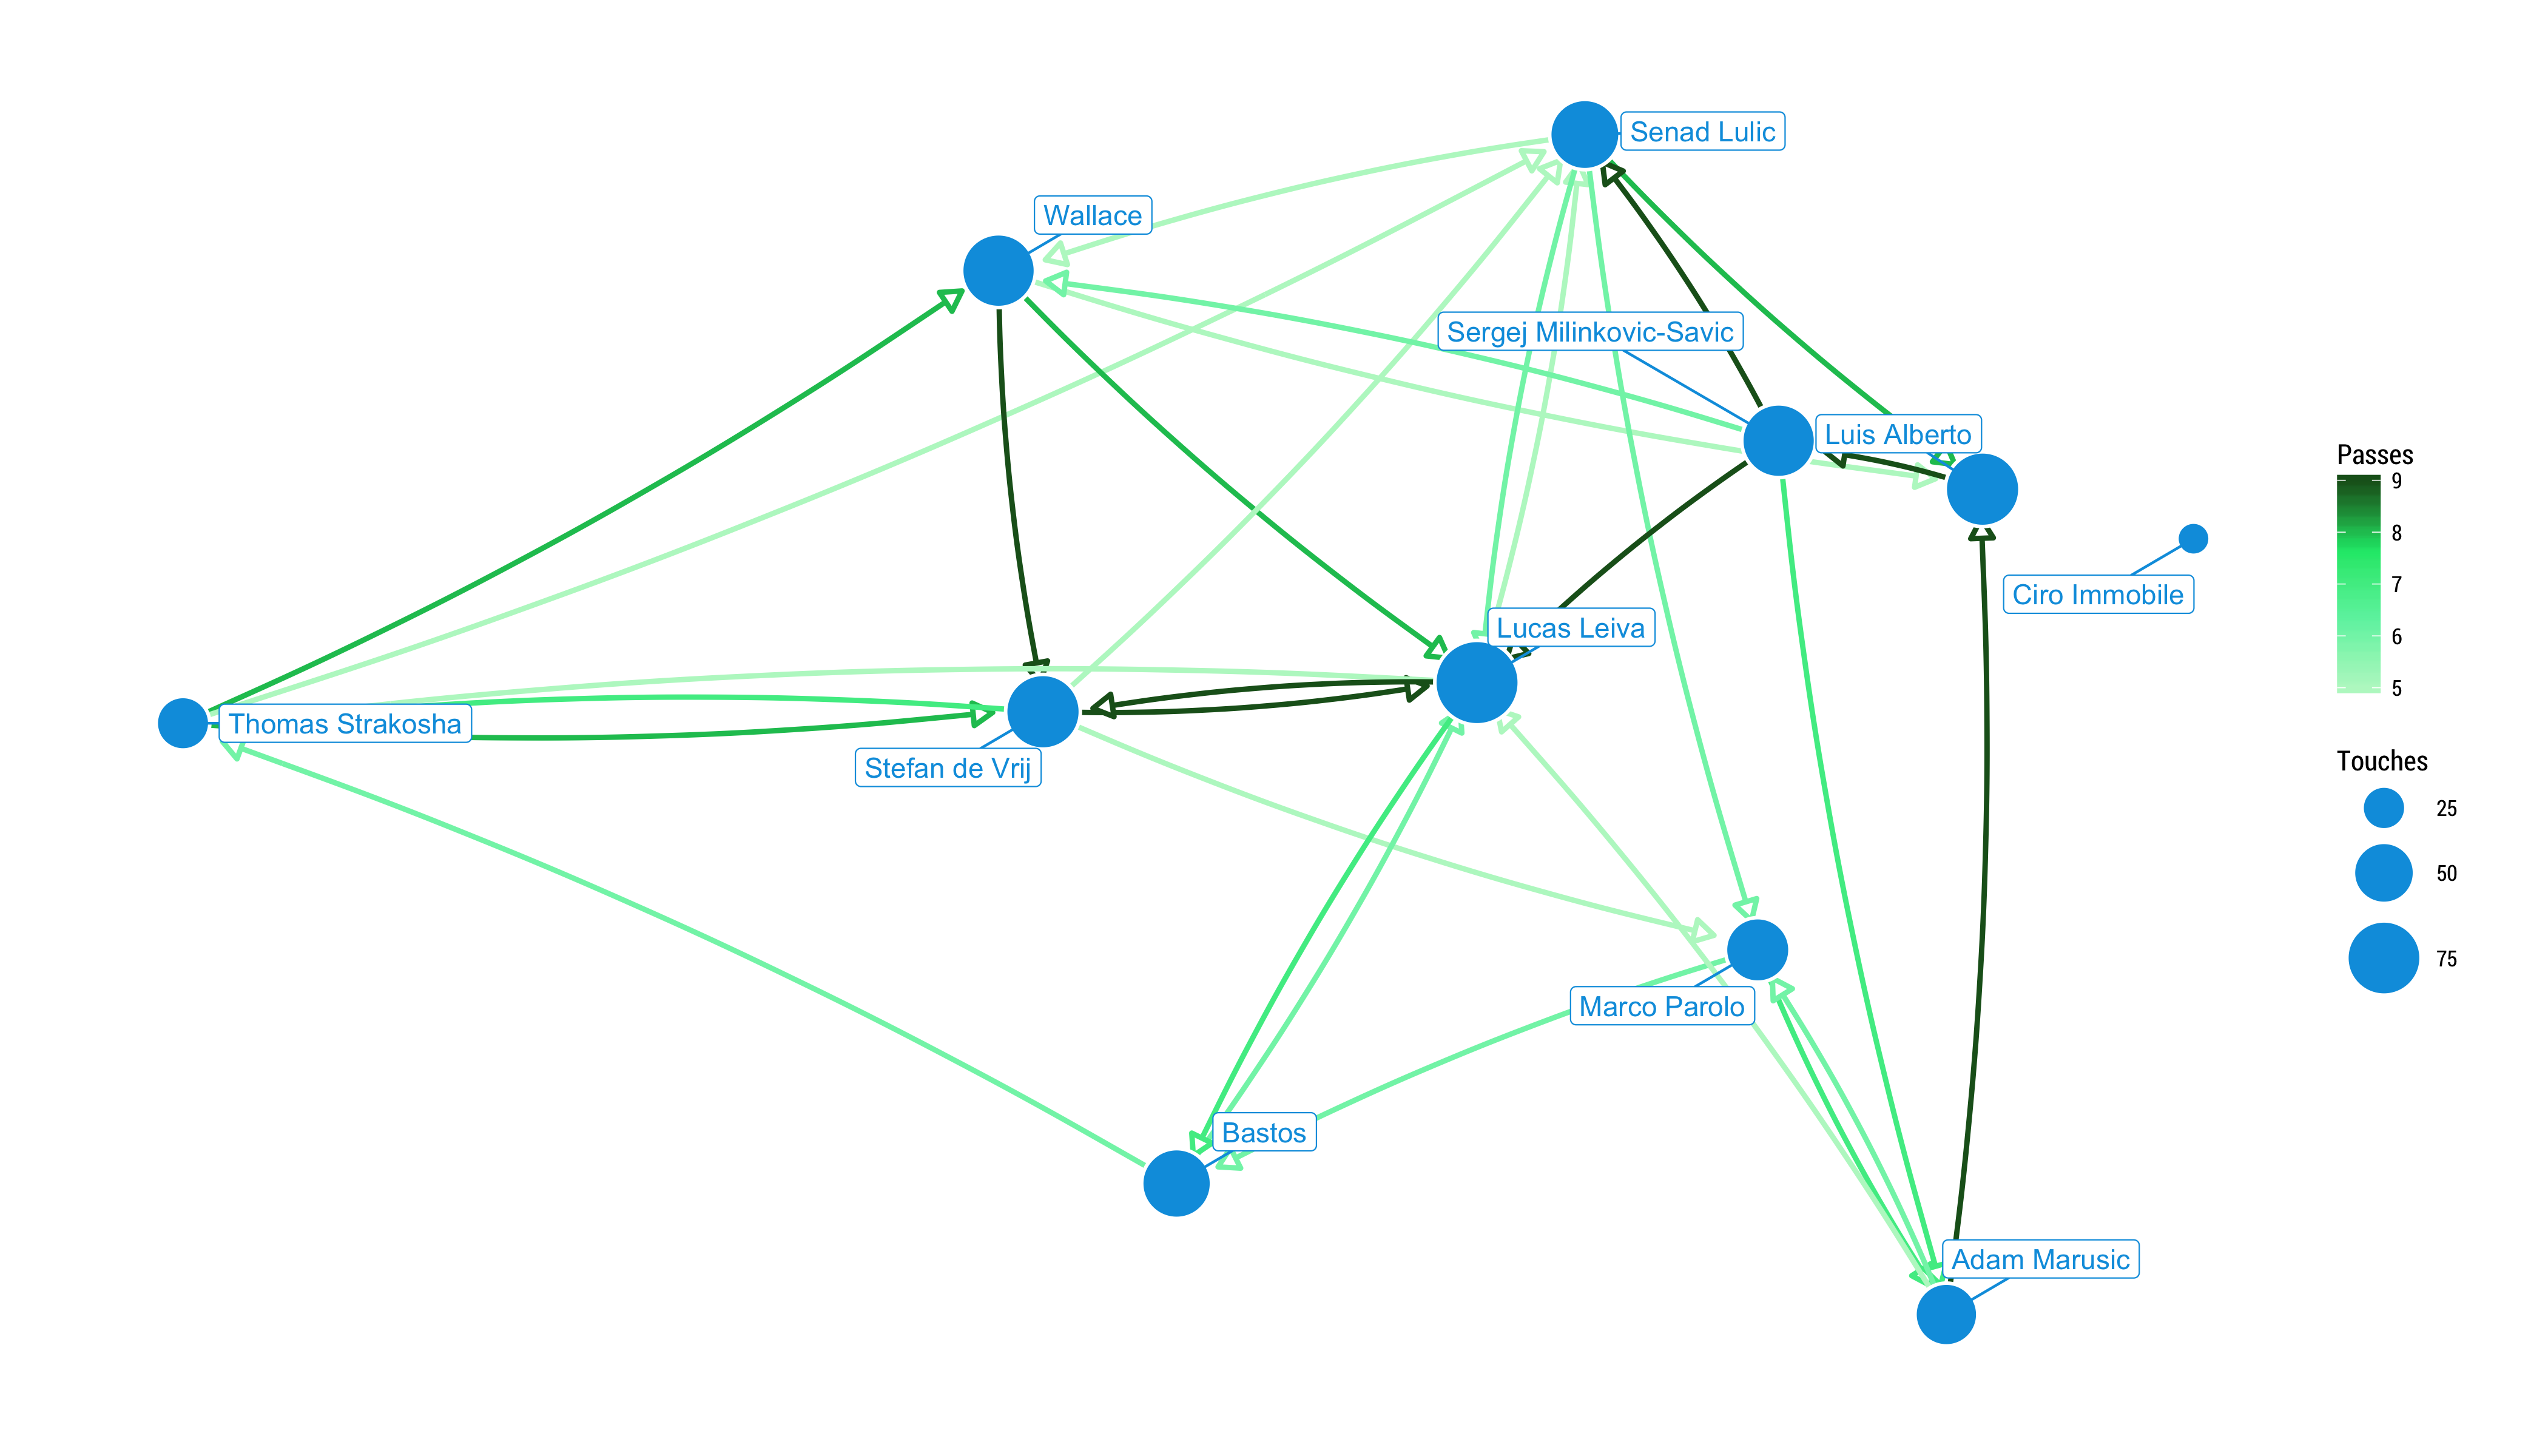 Senad Lulic
Wallace
Sergej Milinkovic-Savic
Luis Alberto
Ciro Immobile
Lucas Leiva
Thomas Strakosha
Stefan de Vrij
Marco Parolo
Bastos
Adam Marusic
Passes
9
8
7
6
5
Touches
25
50
75